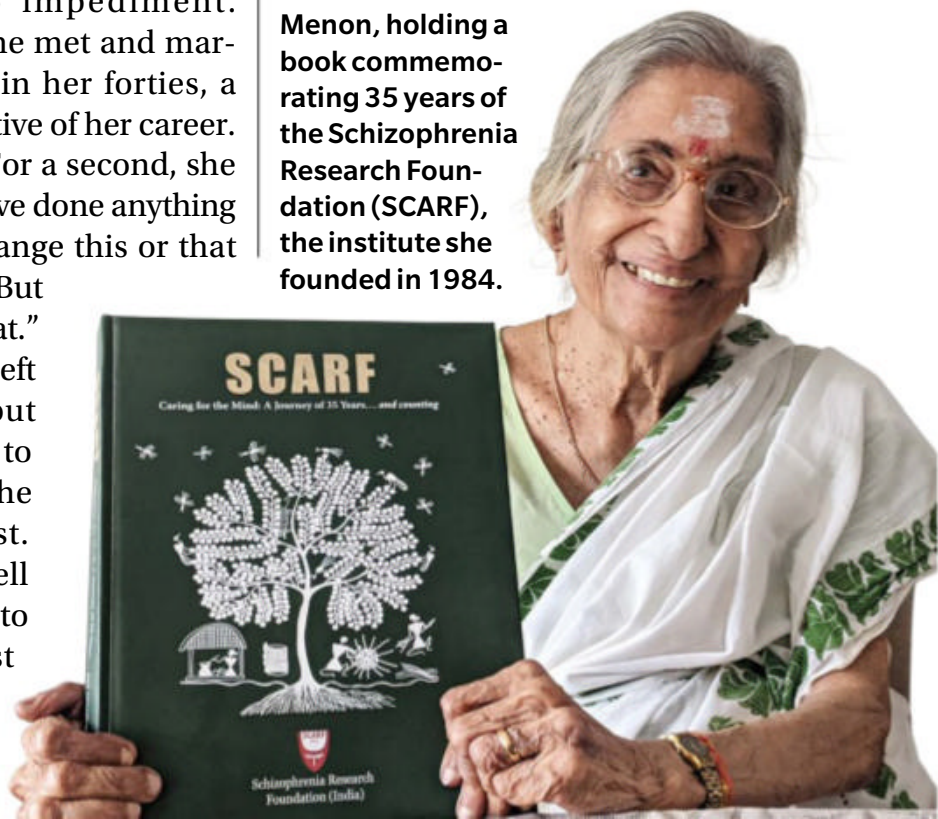 impediment.
he met and mar-
in her forties, a
tive of her career.
For a second, she
ve done anything
ange this or that
But
at.”
eft
out
to
he
st.
ell
to
st
Menon, holding a
book commemo-
rating 35 years of
the Schizophrenia
Research Foun-
dation (SCARF),
the institute she
founded in 1984.
SCARF
Caring for the Mind: A Journey of 35 Years... and counting
SCARF
Schizophrenia Research
Foundation (India)